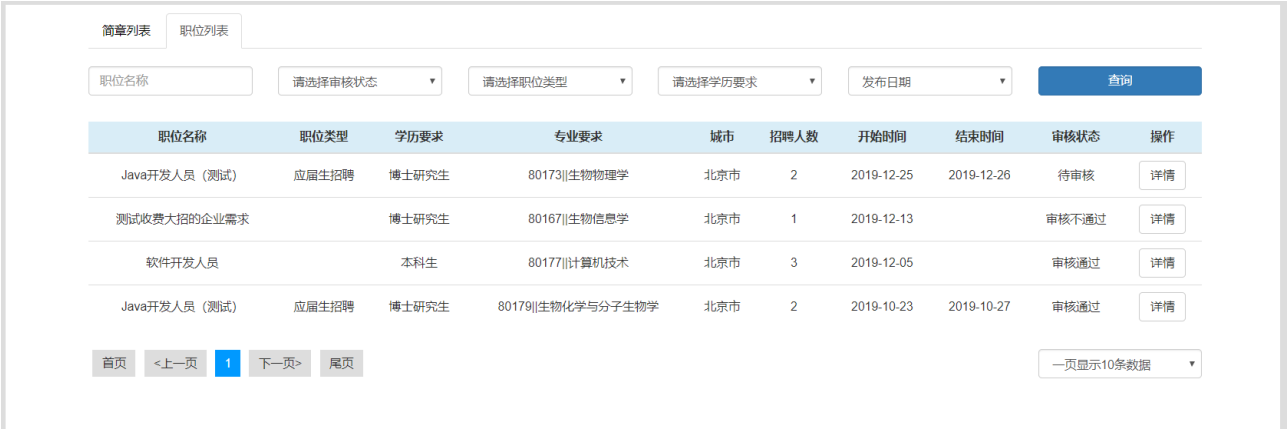 简章列表 职位列表
职位名称 请选择审核状态 请选择职位类型 请选择学历要求 发布日期 查询
职位名称 职位类型 学历要求 专业要求 城市 招聘人数 开始时间 结束时间 审核状态 操作
Java开发人员（测试） 应届生招聘 博士研究生 80173||生物物理学 北京市 2 2019-12-25 2019-12-26 待审核 详情
测试收费大招的企业需求 博士研究生 80167||生物信息学 北京市 1 2019-12-13 审核不通过 详情
软件开发人员 本科生 80177||计算机技术 北京市 3 2019-12-05 审核通过 详情
Java开发人员（测试） 应届生招聘 博士研究生 80179||生物化学与分子生物学 北京市 2 2019-10-23 2019-10-27 审核通过 详情
首页 <上一页 1 下一页> 尾页 一页显示10条数据